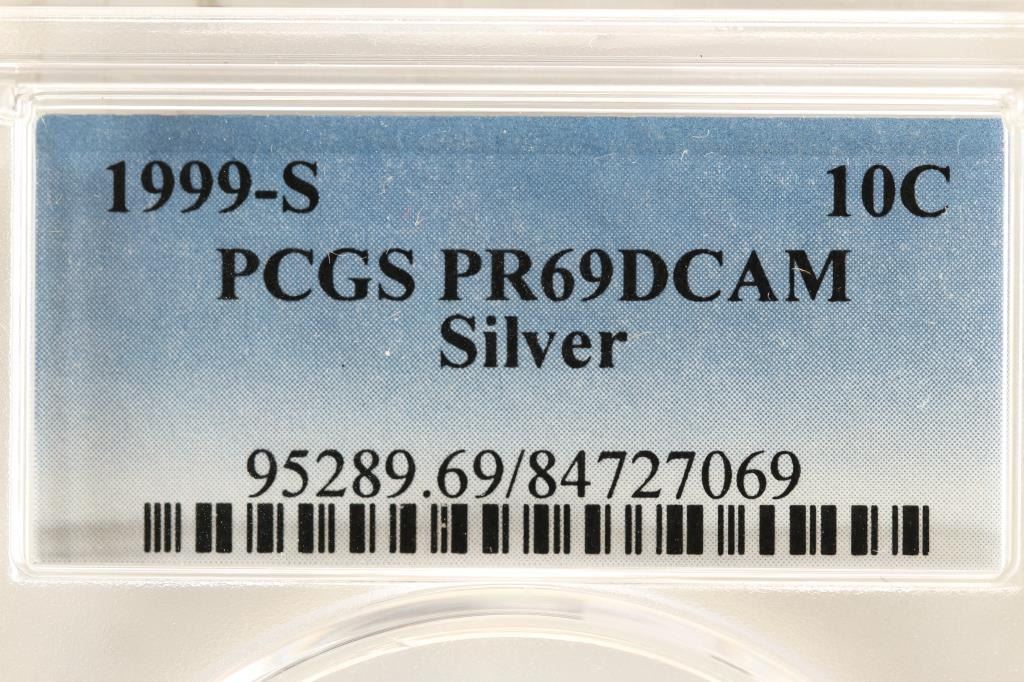 1999-S 10C
PCGS PR69DCAM
Silver
95289.69/84727069